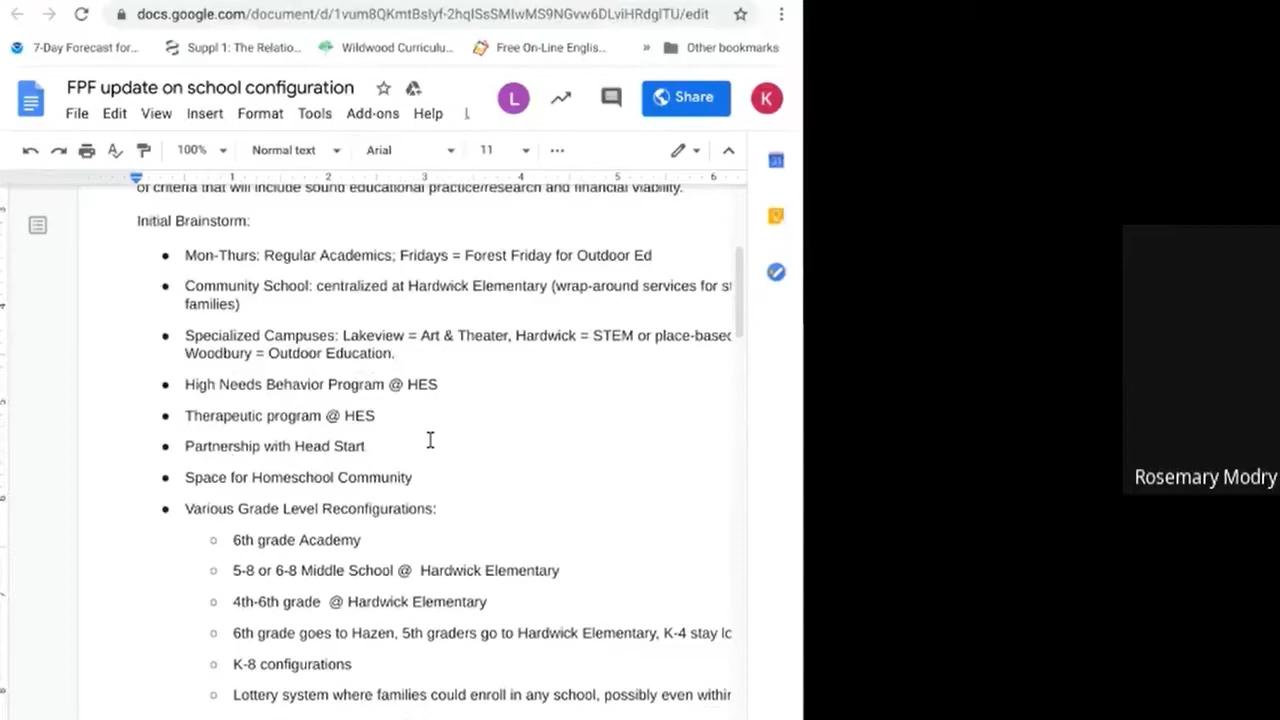 docs.google.com/document/d/1vum8QKmtBsIyf-2hqISsSMIwMS9NGvw6DLviHRdgITU/edit
7-Day Forecast for... Suppl 1: The Relatio... Wildwood Curriculu... Free On-Line Englis... » Other bookmarks
FPF update on school configuration
L Share K
File Edit View Insert Format Tools Add-ons Help
100% Normal text Arial 11 ...
1 2 3 4 5 6
of criteria that will include sound educational practice/research and financial viability.
Initial Brainstorm:
● Mon-Thurs: Regular Academics; Fridays = Forest Friday for Outdoor Ed
● Community School: centralized at Hardwick Elementary (wrap-around services for
families)
● Specialized Campuses: Lakeview = Art & Theater, Hardwick = STEM or place-based
Woodbury = Outdoor Education.
● High Needs Behavior Program @ HES
● Therapeutic program @ HES
● Partnership with Head Start
● Space for Homeschool Community
● Various Grade Level Reconfigurations:
○ 6th grade Academy
○ 5-8 or 6-8 Middle School @ Hardwick Elementary
○ 4th-6th grade @ Hardwick Elementary
○ 6th grade goes to Hazen, 5th graders go to Hardwick Elementary, K-4 stay
○ K-8 configurations
○ Lottery system where families could enroll in any school, possibly even
Rosemary Modry